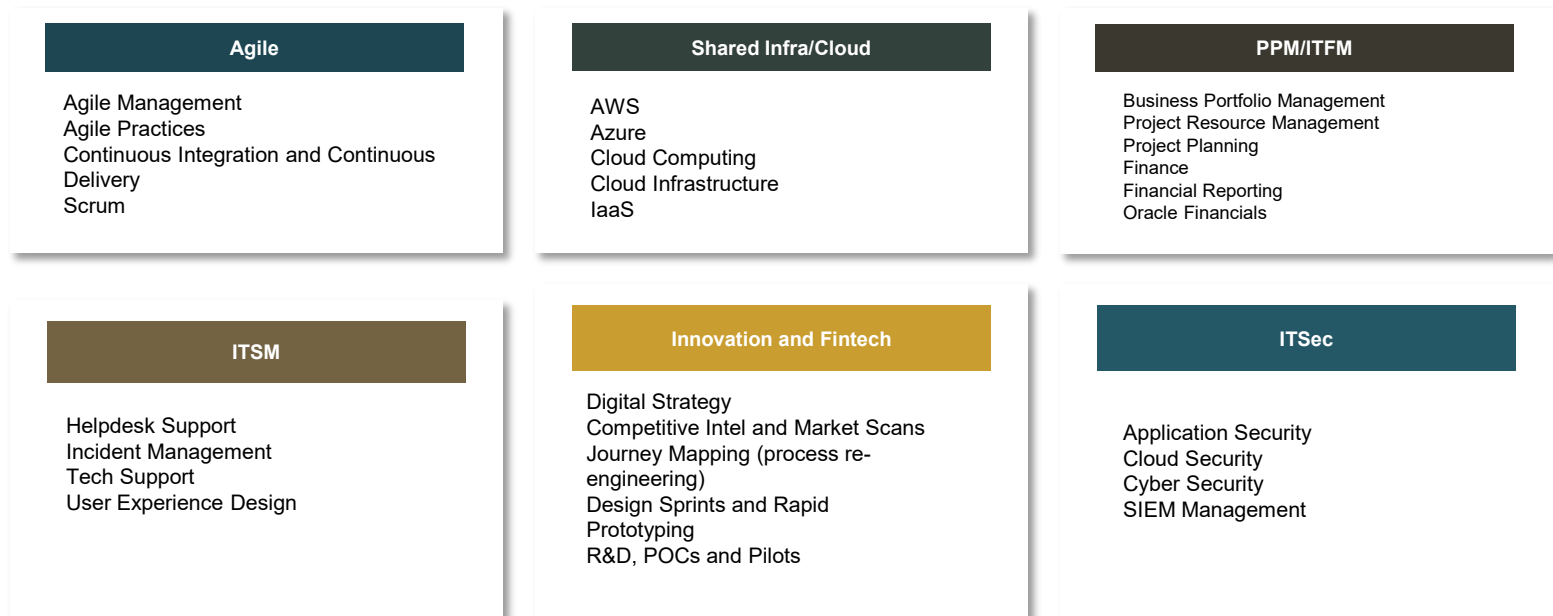 Agile
Agile Management
Agile Practices
Continuous Integration and Continuous
Delivery
Scrum
Shared Infra/Cloud
AWS
Azure
Cloud Computing
Cloud Infrastructure
IaaS
PPM/ITFM
Business Portfolio Management
Project Resource Management
Project Planning
Finance
Financial Reporting
Oracle Financials
ITSM
Helpdesk Support
Incident Management
Tech Support
User Experience Design
Innovation and Fintech
Digital Strategy
Competitive Intel and Market Scans
Journey Mapping (process re-
engineering)
Design Sprints and Rapid
Prototyping
R&D, POCs and Pilots
ITSec
Application Security
Cloud Security
Cyber Security
SIEM Management